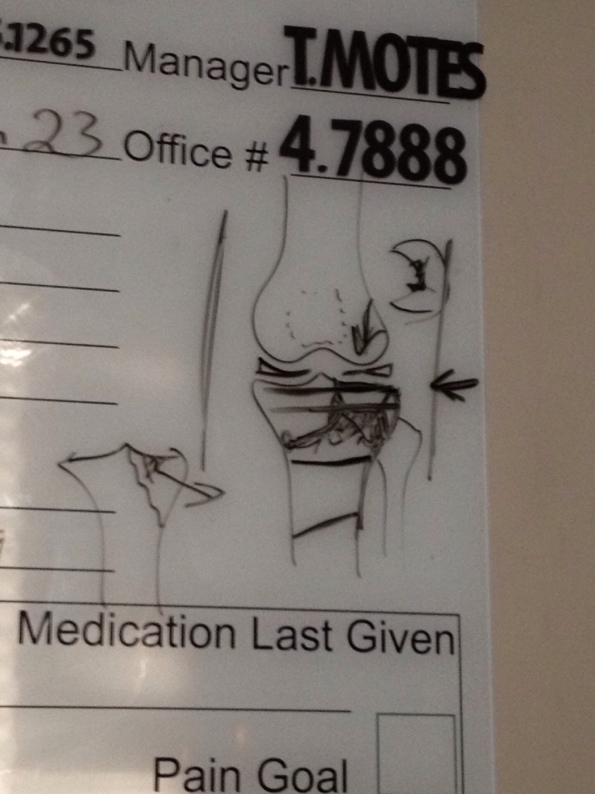 .1265 Manager T.MOTES
23 Office # 4.7888
Medication Last Given
Pain Goal